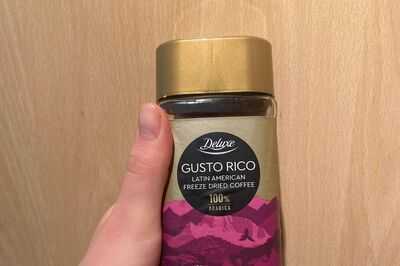 Deluxe
GUSTO RICO
LATIN AMERICAN
FREEZE DRIED COFFEE
100%
ARABICA